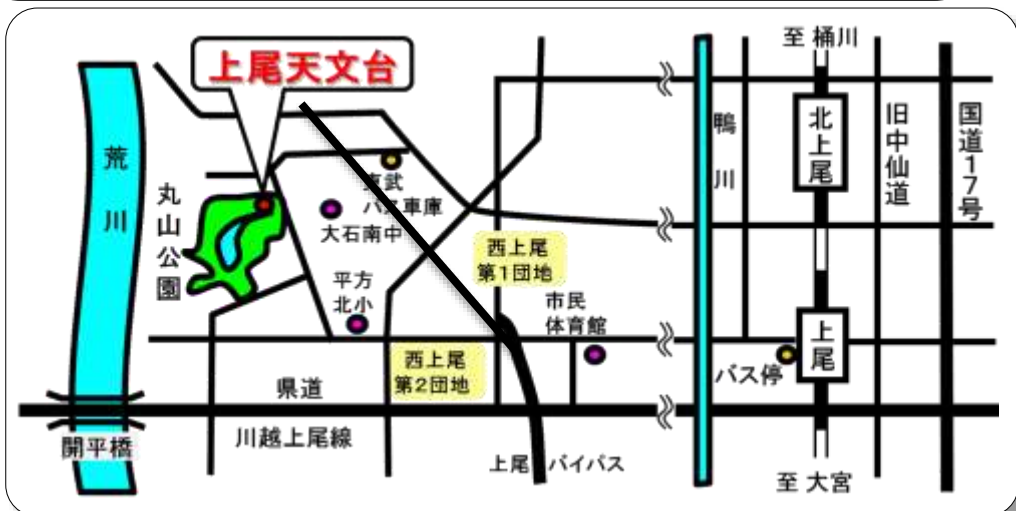 上尾天文台
至 桶川
荒川
丸山公園
東武
バス車庫
大石南中
平方
北小
西上尾
第1団地
市民
体育館
西上尾
第2団地
鴨川
北上尾
旧中仙道
国道17号
上尾
バス停
県道
川越上尾線
開平橋
上尾 バイパス
至 大宮